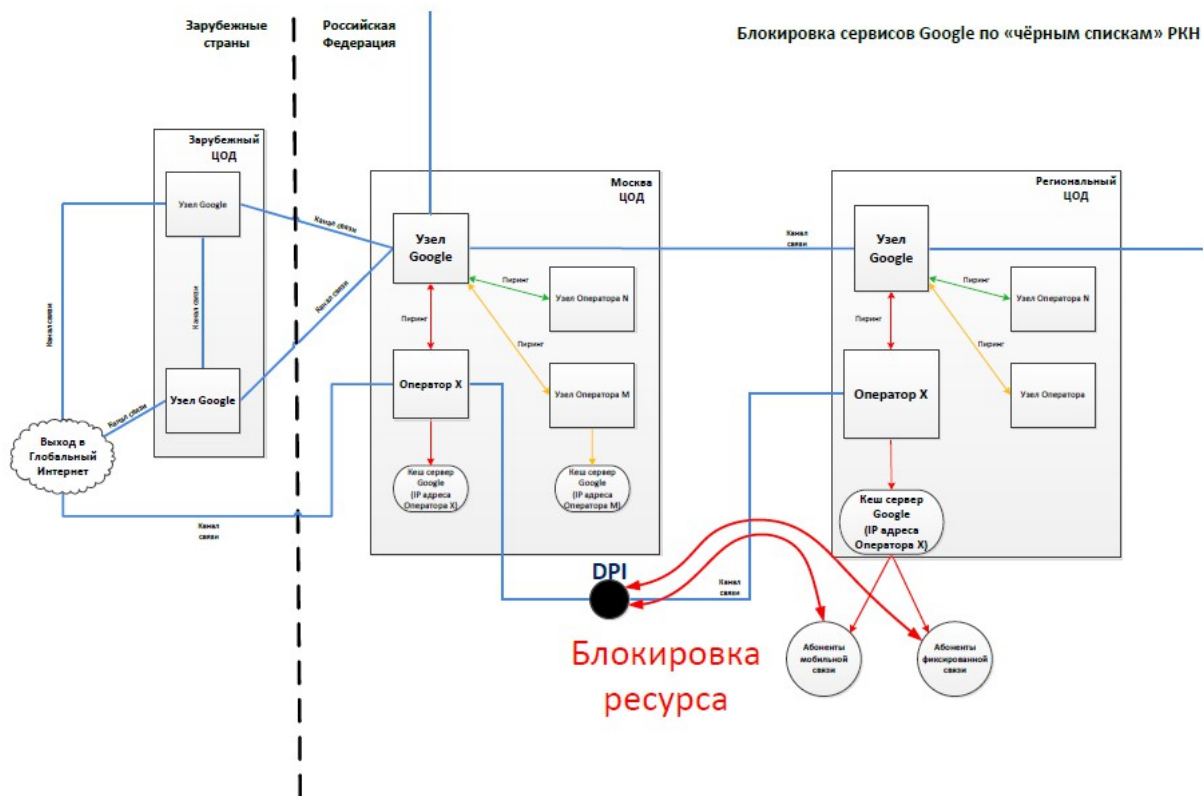 Зарубежные
страны
Российская
Федерация
Блокировка сервисов Google по «чёрным спискам» РКН
Зарубежный
ЦОД
Узел Google
Канал связи
Узел Google
Канал связи
Канал связи
Канал связи
Канал связи
Выход в
Глобальный
Интернет
Канал
связи
Москва
ЦОД
Узел
Google
Пиринг
Узел Оператора N
Пиринг
Пиринг
Оператор X
Узел Оператора М
Кеш сервер
Google
(IP адреса
Оператора X)
Кеш сервер
Google
(IP адреса
Оператора М)
Канал
связи
Региональный
ЦОД
Узел
Google
Пиринг
Узел Оператора N
Пиринг
Пиринг
Оператор X
Узел Оператора
Кеш сервер
Google
(IP адреса
Оператора X)
DPI
Канал
связи
Блокировка
ресурса
Абоненты
мобильной
связи
Абоненты
фиксированной
связи